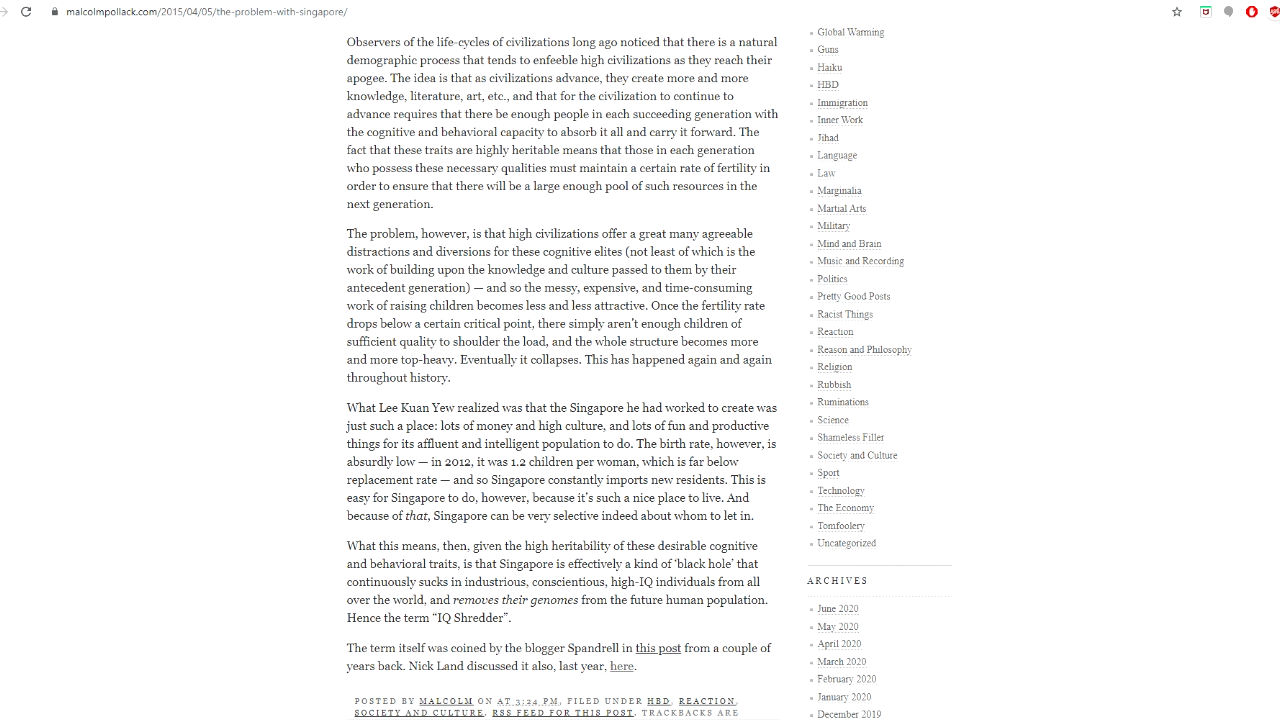 malcolmpollack.com/2015/04/05/the-problem-with-singapore/
Observers of the life-cycles of civilizations long ago noticed that there is a natural
demographic process that tends to enfeeble high civilizations as they reach their
apogee. The idea is that as civilizations advance, they create more and more
knowledge, literature, art, etc., and that for the civilization to continue to
advance requires that there be enough people in each succeeding generation with
the cognitive and behavioral capacity to absorb it all and carry it forward. The
fact that these traits are highly heritable means that those in each generation
who possess these necessary qualities must maintain a certain rate of fertility in
order to ensure that there will be a large enough pool of such resources in the
next generation.
The problem, however, is that high civilizations offer a great many agreeable
distractions and diversions for these cognitive elites (not least of which is the
work of building upon the knowledge and culture passed to them by their
antecedent generation) — and so the messy, expensive, and time-consuming
work of raising children becomes less and less attractive. Once the fertility rate
drops below a certain critical point, there simply aren't enough children of
sufficient quality to shoulder the load, and the whole structure becomes more
and more top-heavy. Eventually it collapses. This has happened again and again
throughout history.
What Lee Kuan Yew realized was that the Singapore he had worked to create was
just such a place: lots of money and high culture, and lots of fun and productive
things for its affluent and intelligent population to do. The birth rate, however, is
absurdly low — in 2012, it was 1.2 children per woman, which is far below
replacement rate — and so Singapore constantly imports new residents. This is
easy for Singapore to do, however, because it's such a nice place to live. And
because of that, Singapore can be very selective indeed about whom to let in.
What this means, then, given the high heritability of these desirable cognitive
and behavioral traits, is that Singapore is effectively a kind of 'black hole' that
continuously sucks in industrious, conscientious, high-IQ individuals from all
over the world, and removes their genomes from the future human population.
Hence the term “IQ Shredder”.
The term itself was coined by the blogger Spandrell in this post from a couple of
years back. Nick Land discussed it also, last year, here.
POSTED BY MALCOLM ON AT 3:24 PM, FILED UNDER HBD, REACTION,
SOCIETY AND CULTURE. RSS FEED FOR THIS POST. TRACKBACKS ARE
Global Warming
Guns
Haiku
HBD
Immigration
Inner Work
Jihad
Language
Law
Marginalia
Martial Arts
Military
Mind and Brain
Music and Recording
Politics
Pretty Good Posts
Racist Things
Reaction
Reason and Philosophy
Religion
Rubbish
Ruminations
Science
Shameless Filler
Society and Culture
Sport
Technology
The Economy
Tomfoolery
Uncategorized
ARCHIVES
June 2020
May 2020
April 2020
March 2020
February 2020
January 2020
December 2019